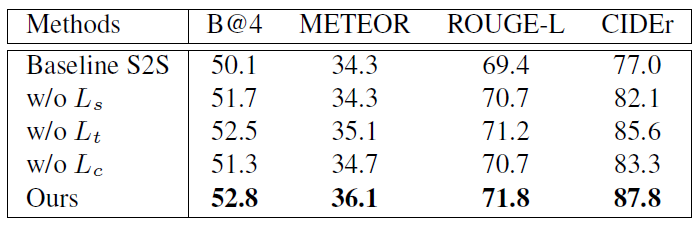 Methods B@4 METEOR ROUGE-L CIDEr
Baseline S2S 50.1 34.3 69.4 77.0
w/o Lₛ 51.7 34.3 70.7 82.1
w/o Lₜ 52.5 35.1 71.2 85.6
w/o L_c 51.3 34.7 70.7 83.3
Ours 52.8 36.1 71.8 87.8